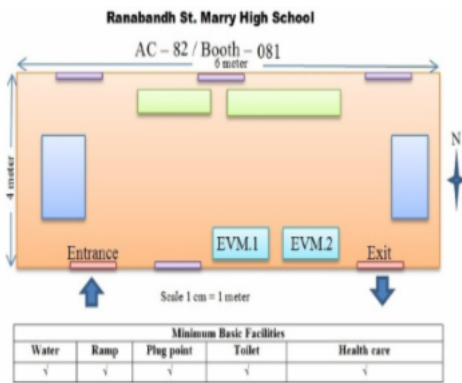 Ranabandh St. Marry High School
AC – 82 / Booth – 081
6 meter
4 meter
N
EVM.1 EVM.2
Entrance Exit
Scale 1 cm = 1 meter
Minimum Basic Facilities
Water Ramp Plug point Toilet Health care
√ √ √ √ √